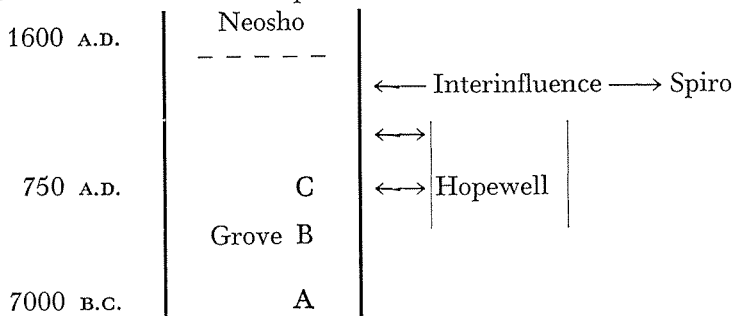 Neosho
1600 A.D.
←— Interinfluence —→ Spiro
750 A.D. C ←→ Hopewell
Grove B
7000 B.C. A